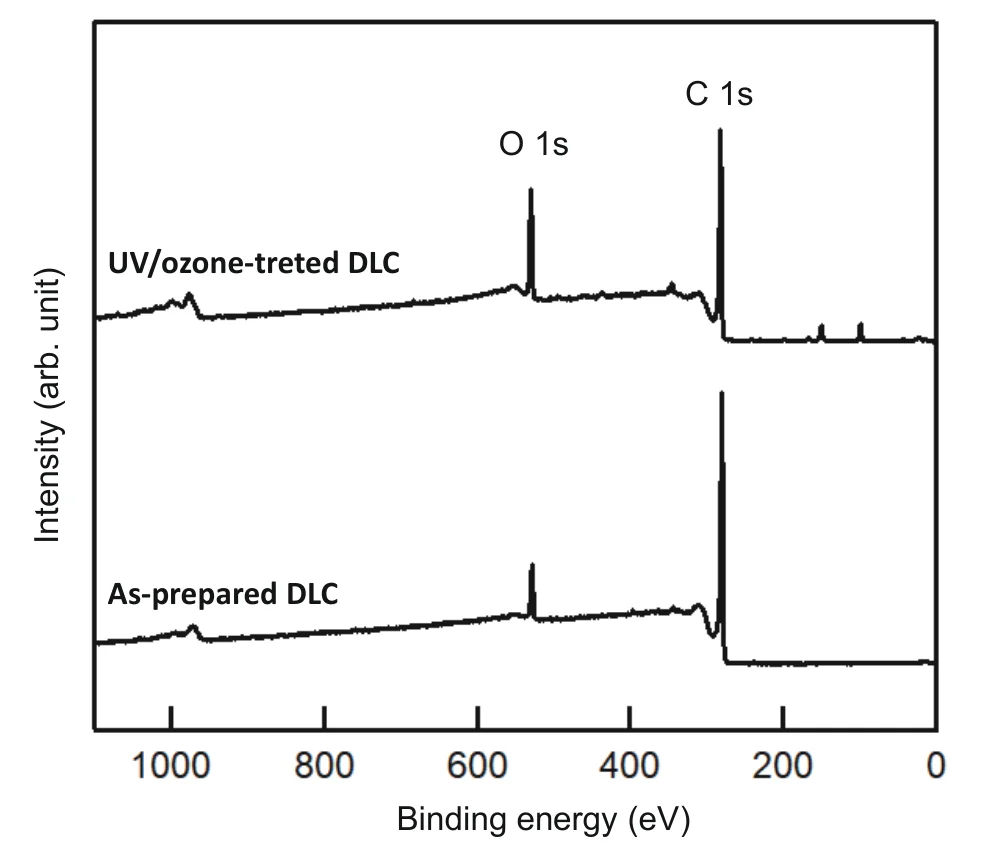 C 1s
O 1s
UV/ozone-treted DLC
As-prepared DLC
Intensity (arb. unit)
1000 800 600 400 200 0
Binding energy (eV)